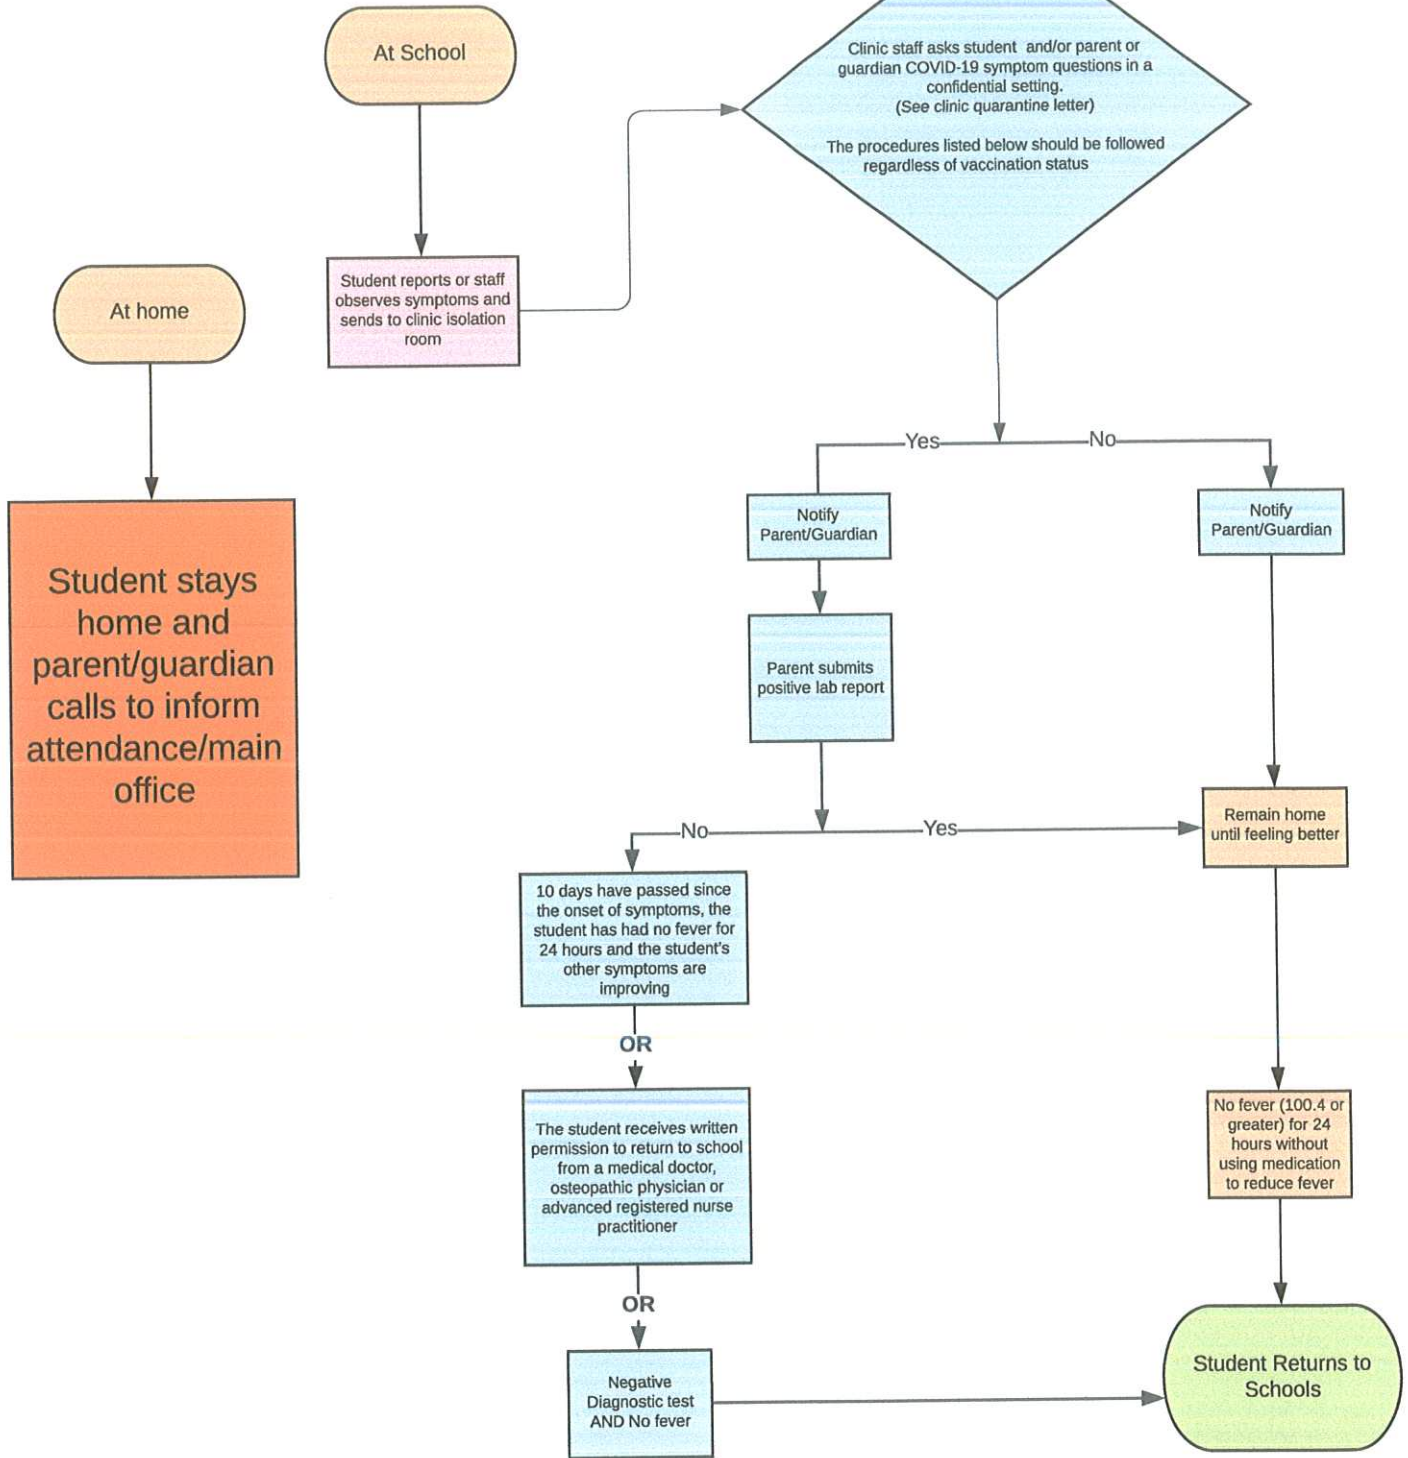 At School
Clinic staff asks student and/or parent or
guardian COVID-19 symptom questions in a
confidential setting.
(See clinic quarantine letter)
The procedures listed below should be followed
regardless of vaccination status
Student reports or staff
observes symptoms and
sends to clinic isolation
room
At home
Student stays
home and
parent/guardian
calls to inform
attendance/main
office
Yes
No
Notify
Parent/Guardian
Notify
Parent/Guardian
Parent submits
positive lab report
No
Yes
Remain home
until feeling better
10 days have passed since
the onset of symptoms, the
student has had no fever for
24 hours and the student's
other symptoms are
improving
OR
The student receives written
permission to return to school
from a medical doctor,
osteopathic physician or
advanced registered nurse
practitioner
No fever (100.4 or
greater) for 24
hours without
using medication
to reduce fever
OR
Negative
Diagnostic test
AND No fever
Student Returns to
Schools